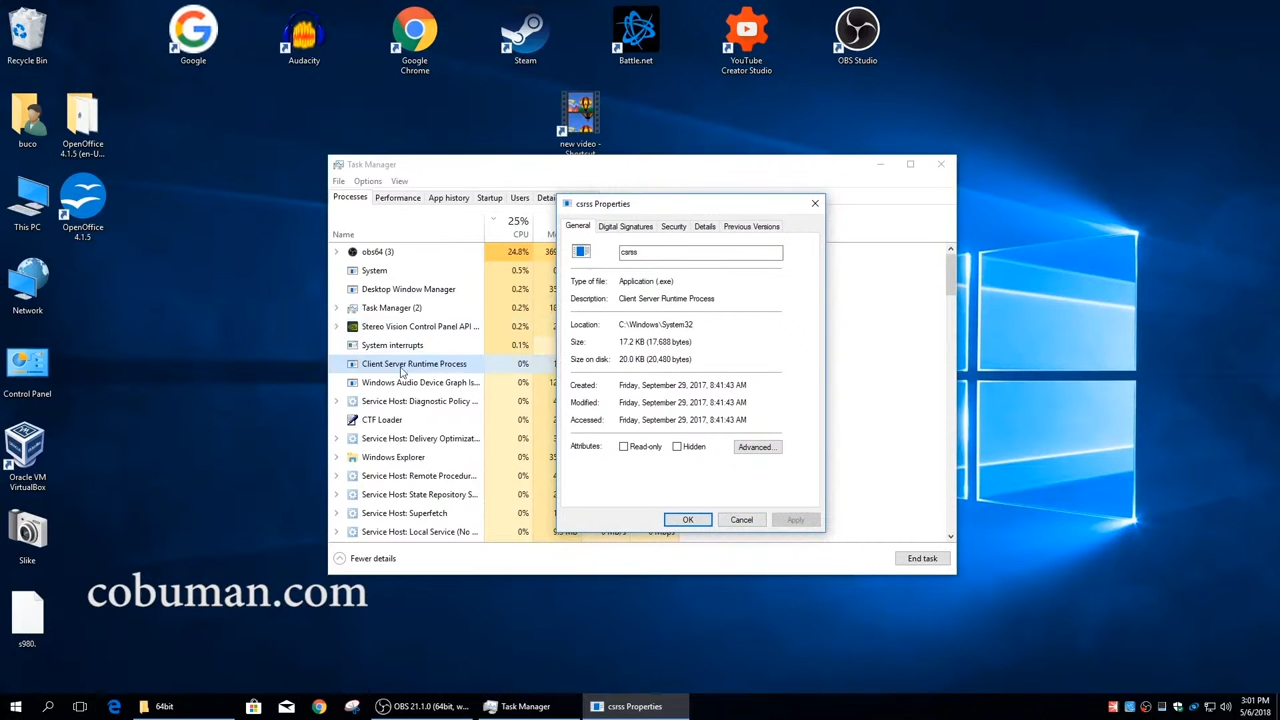 Recycle Bin
Google
Audacity
Google
Chrome
Steam
Battle.net
YouTube
Creator Studio
OBS Studio
buco
OpenOffice
4.1.5 (en-U...
new video -
Shortcut
This PC
OpenOffice
4.1.5
Network
Control Panel
Oracle VM
VirtualBox
Slike
s980.
cobuman.com
Task Manager
File Options View
Processes Performance App history Startup Users
25%
Name CPU
obs64 (3) 24.8%
System 0.5%
Desktop Window Manager 0.2%
Task Manager (2) 0.2%
Stereo Vision Control Panel API ... 0.2%
System interrupts 0.1%
Client Server Runtime Process 0%
Windows Audio Device Graph Is... 0%
Service Host: Diagnostic Policy ... 0%
CTF Loader 0%
Service Host: Delivery Optimizat... 0%
Windows Explorer 0%
Service Host: Remote Procedur... 0%
Service Host: State Repository S... 0%
Service Host: Superfetch 0%
Service Host: Local Service (No ... 0%
Fewer details
End task
csrss Properties
General Digital Signatures Security Details Previous Versions
csrss
Type of file: Application (.exe)
Description: Client Server Runtime Process
Location: C:\Windows\System32
Size: 17.2 KB (17,688 bytes)
Size on disk: 20.0 KB (20,480 bytes)
Created: Friday, September 29, 2017, 8:41:43 AM
Modified: Friday, September 29, 2017, 8:41:43 AM
Accessed: Friday, September 29, 2017, 8:41:43 AM
Attributes: Read-only Hidden Advanced...
OK Cancel Apply
64bit
OBS 21.1.0 (64bit, w...
Task Manager
csrss Properties
3:01 PM
5/6/2018